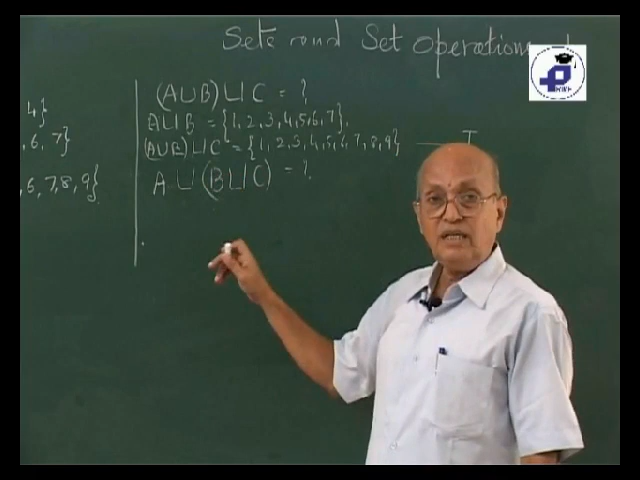 Sets and Set Operations
4}
6, 7}
6, 7, 8, 9}
(A∪B)∪C = ?
A∪B = {1, 2, 3, 4, 5, 6, 7}.
(A∪B)∪C = {1, 2, 3, 4, 5, 6, 7, 8, 9} — I
A ∪ (B∪C) = ?